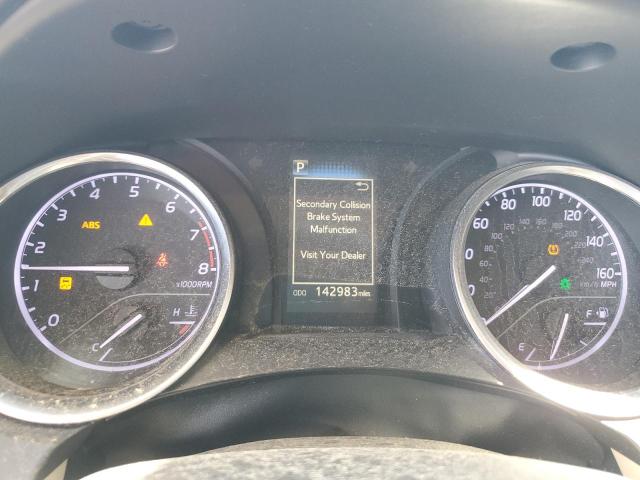 P
Secondary Collision
Brake System
Malfunction
Visit Your Dealer
ODO 142983 miles
ABS
0
1
2
3
4
5
6
7
8
x1000RPM
C
H
60
80
100
120
140
160
MPH
km/h
E
F